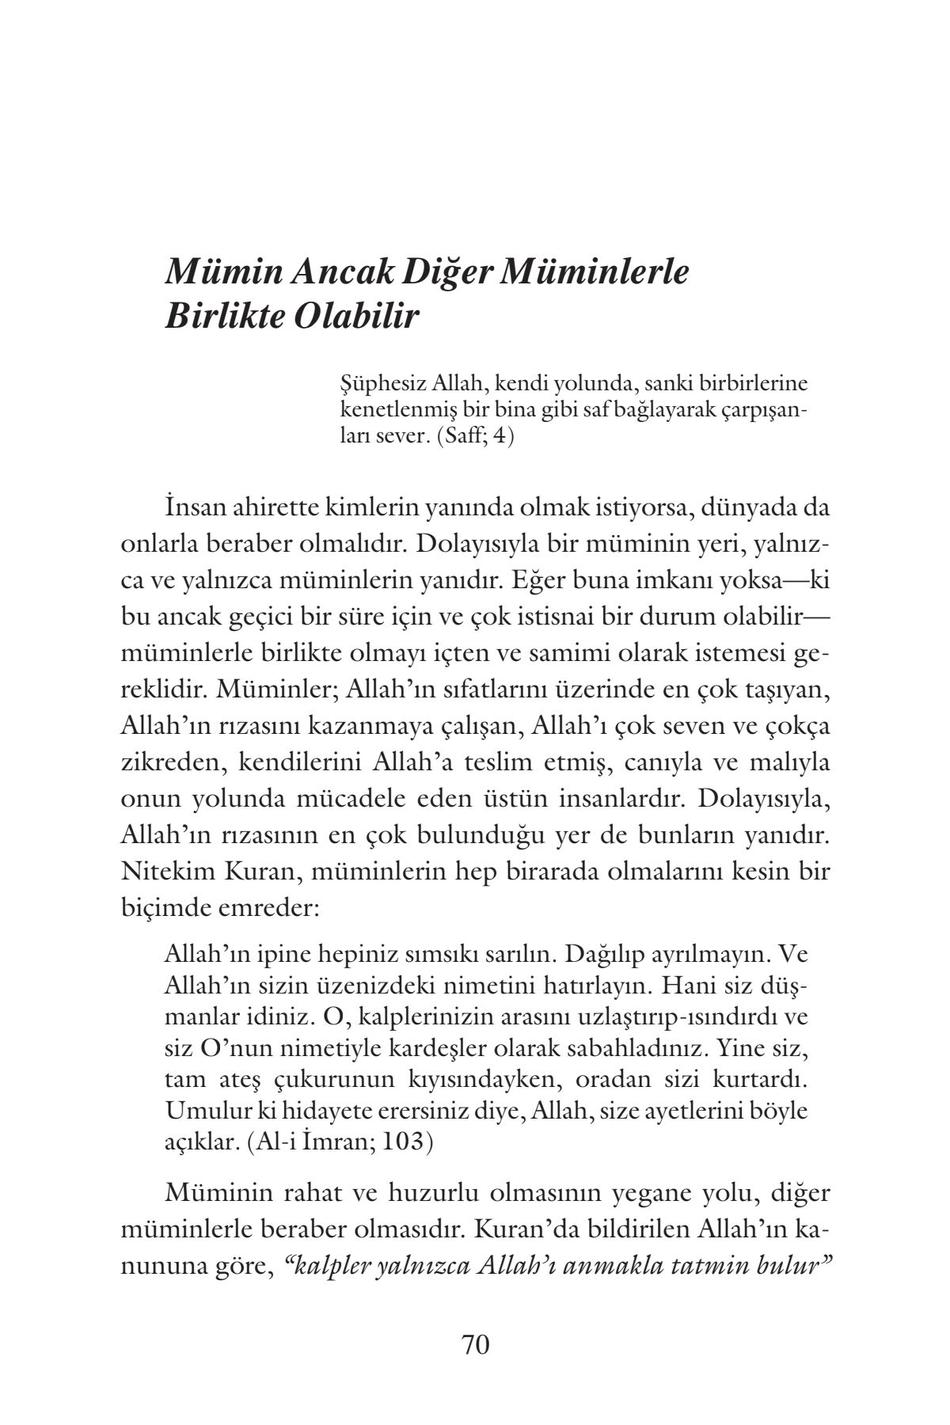 Mümin Ancak Diğer Müminlerle
Birlikte Olabilir
Şüphesiz Allah, kendi yolunda, sanki birbirlerine
kenetlenmiş bir bina gibi saf bağlayarak çarpışan-
ları sever. (Saff; 4)
İnsan ahirette kimlerin yanında olmak istiyorsa, dünyada da
onlarla beraber olmalıdır. Dolayısıyla bir müminin yeri, yalnız-
ca ve yalnızca müminlerin yanıdır. Eğer buna imkanı yoksa—ki
bu ancak geçici bir süre için ve çok istisnai bir durum olabilir—
müminlerle birlikte olmayı içten ve samimi olarak istemesi ge-
reklidir. Müminler; Allah’ın sıfatlarını üzerinde en çok taşıyan,
Allah’ın rızasını kazanmaya çalışan, Allah’ı çok seven ve çokça
zikreden, kendilerini Allah’a teslim etmiş, canıyla ve malıyla
onun yolunda mücadele eden üstün insanlardır. Dolayısıyla,
Allah’ın rızasının en çok bulunduğu yer de bunların yanıdır.
Nitekim Kuran, müminlerin hep birarada olmalarını kesin bir
biçimde emreder:
Allah’ın ipine hepiniz sımsıkı sarılın. Dağılıp ayrılmayın. Ve
Allah’ın sizin üzenizdeki nimetini hatırlayın. Hani siz düş-
manlar idiniz. O, kalplerinizin arasını uzlaştırıp-ısındırdı ve
siz O’nun nimetiyle kardeşler olarak sabahladınız. Yine siz,
tam ateş çukurunun kıyısındayken, oradan sizi kurtardı.
Umulur ki hidayete erersiniz diye, Allah, size ayetlerini böyle
açıklar. (Al-i İmran; 103)
Müminin rahat ve huzurlu olmasının yegane yolu, diğer
müminlerle beraber olmasıdır. Kuran’da bildirilen Allah’ın ka-
nununa göre, “kalpler yalnızca Allah’ı anmakla tatmin bulur”
70